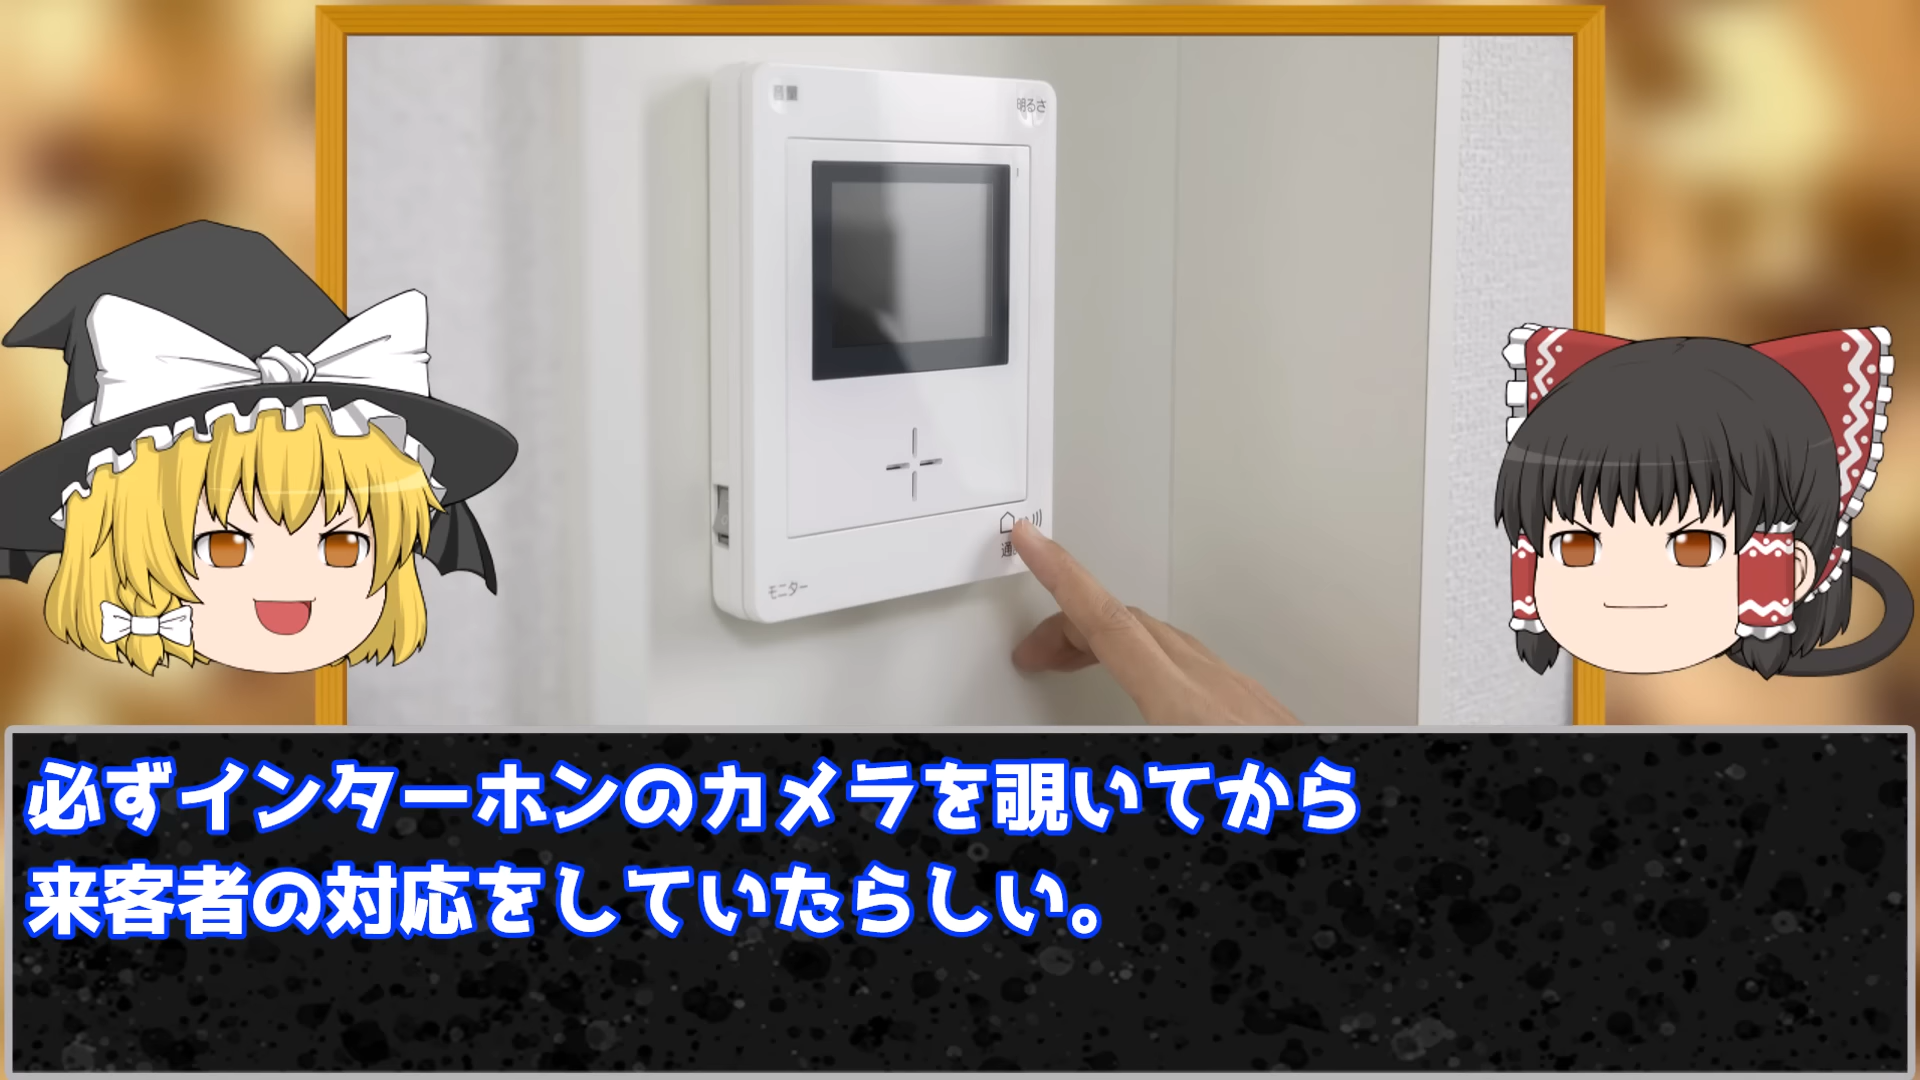 音量
明るさ
モニター
必ずインターホンのカメラを覗いてから
来客者の対応をしていたらしい。